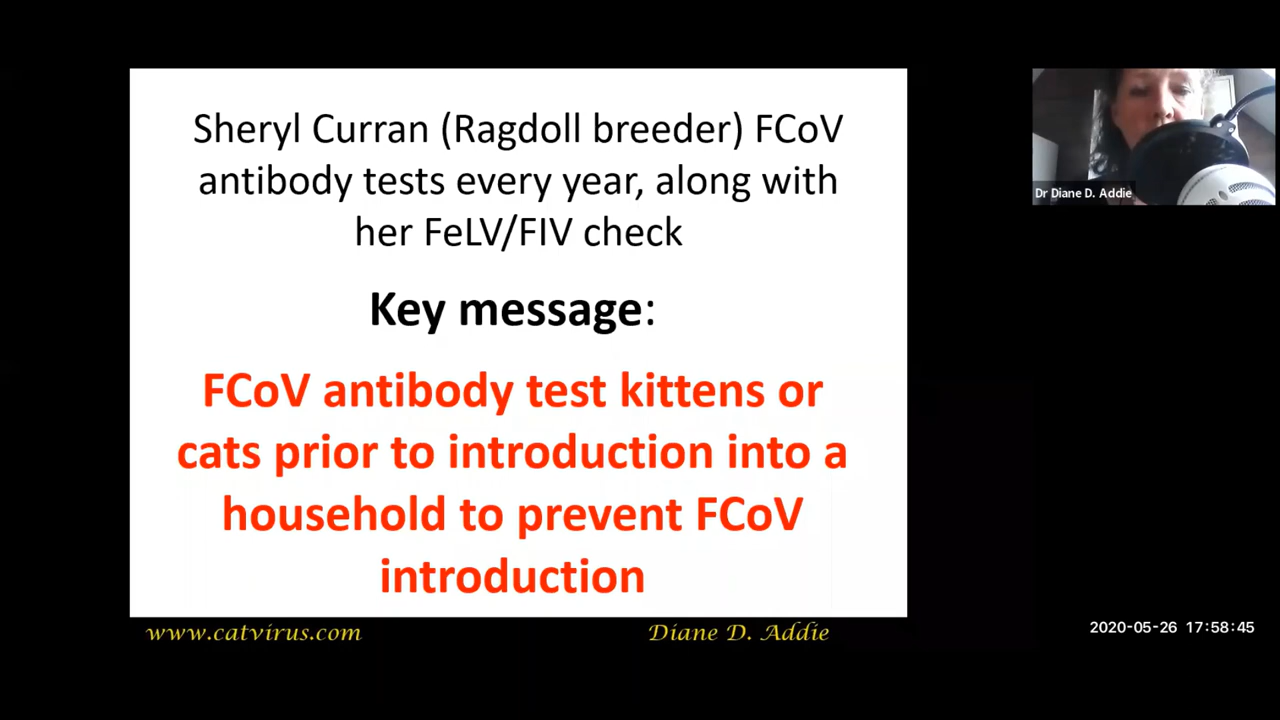 Sheryl Curran (Ragdoll breeder) FCoV
antibody tests every year, along with
her FeLV/FIV check
Key message:
FCoV antibody test kittens or
cats prior to introduction into a
household to prevent FCoV
introduction
Dr Diane D. Addie
www.catvirus.com
Diane D. Addie
2020-05-26 17:58:45